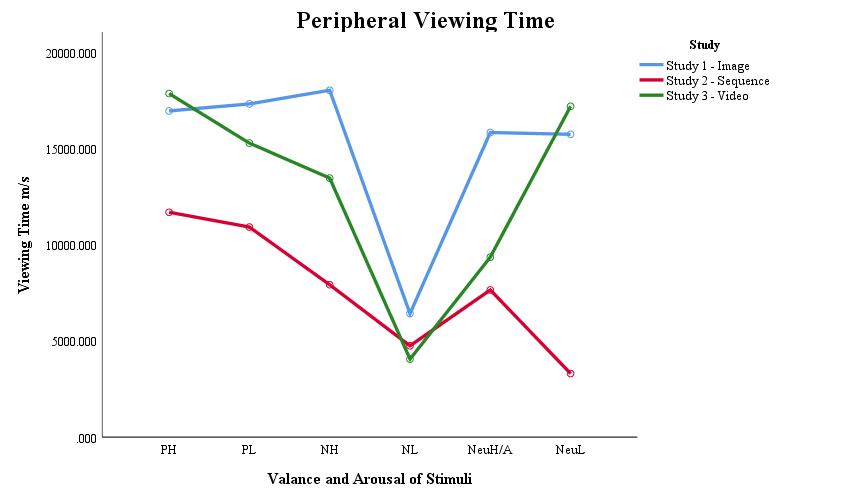 Peripheral Viewing Time
Study
Study 1 - Image
Study 2 - Sequence
Study 3 - Video
20000.000
15000.000
10000.000
5000.000
.000
Viewing Time m/s
PH PL NH NL NeuH/A NeuL
Valance and Arousal of Stimuli